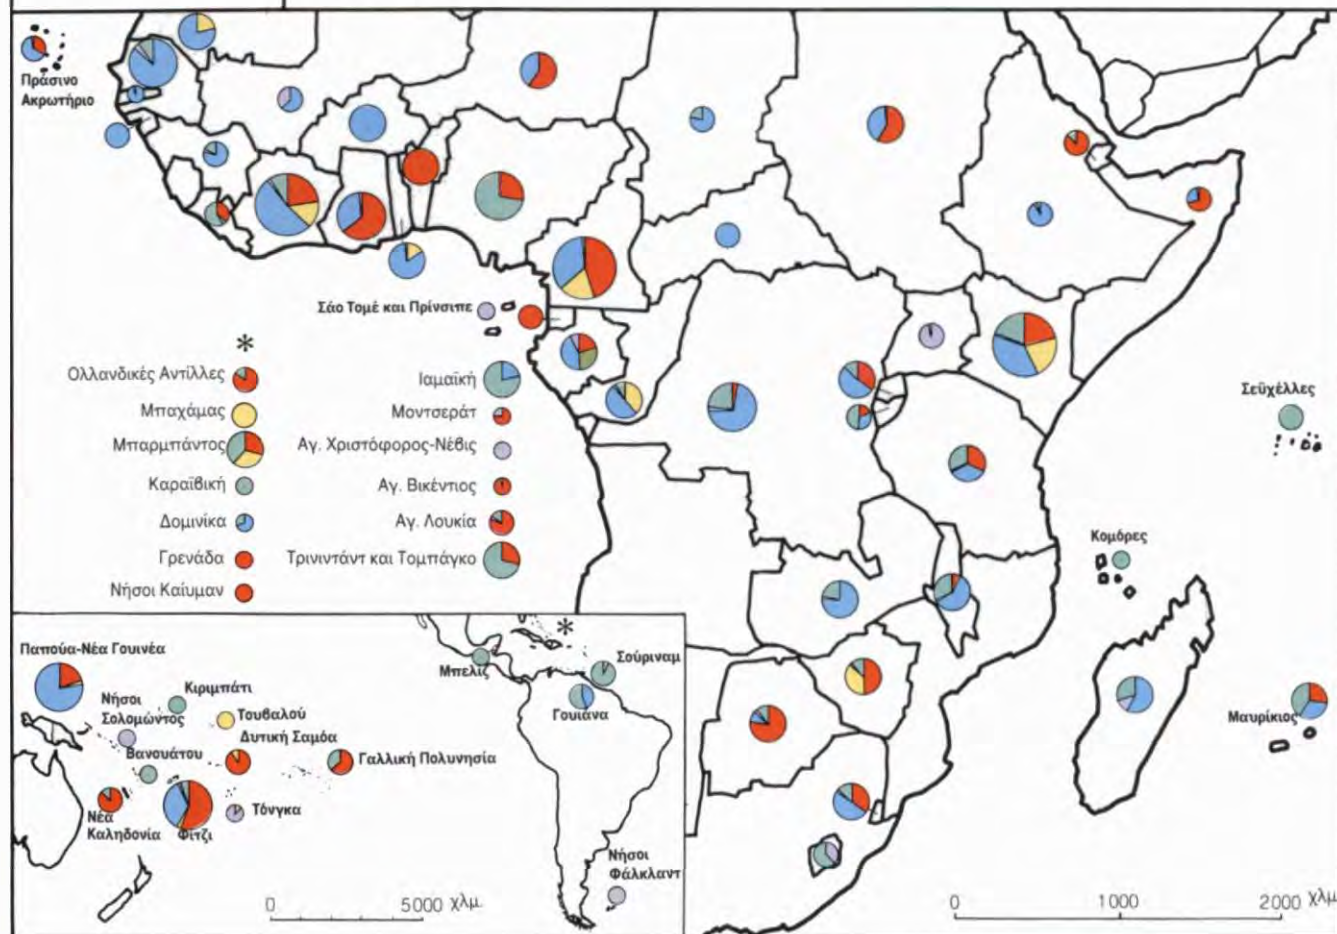 Πράσινο
Ακρωτήριο
Σάο Τομέ και Πρίνσιπε
*
Ολλανδικές Αντίλλες
Μπαχάμας
Μπαρμπάντος
Καραϊβική
Δομινίκα
Γρενάδα
Νήσοι Καίυμαν
Ιαμαϊκή
Μοντσεράτ
Αγ. Χριστόφορος-Νέβις
Αγ. Βικέντιος
Αγ. Λουκία
Τρινιντάντ και Τομπάγκο
Σεϋχέλλες
Κομόρες
Μαυρίκιος
Παπούα-Νέα Γουινέα
Κιριμπάτι
Νήσοι
Σολομώντος
Τουβαλού
Βανουάτου
Δυτική Σαμόα
Γαλλική Πολυνησία
Νέα
Καληδονία
Φίτζι
Τόνγκα
*
Μπελίζ
Σούριναμ
Γουιάνα
Νήσοι
Φάλκλαντ
0 5000 χλμ.
0 1000 2000 χλμ